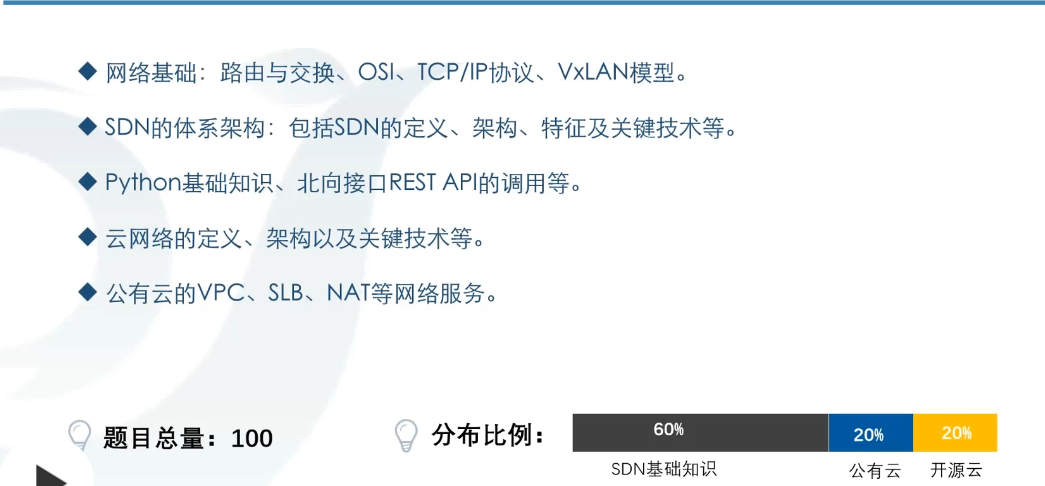 ◆ 网络基础：路由与交换、OSI、TCP/IP协议、VxLAN模型。
◆ SDN的体系架构：包括SDN的定义、架构、特征及关键技术等。
◆ Python基础知识、北向接口REST API的调用等。
◆ 云网络的定义、架构以及关键技术等。
◆ 公有云的VPC、SLB、NAT等网络服务。
题目总量：100
分布比例：
60% 20% 20%
SDN基础知识 公有云 开源云